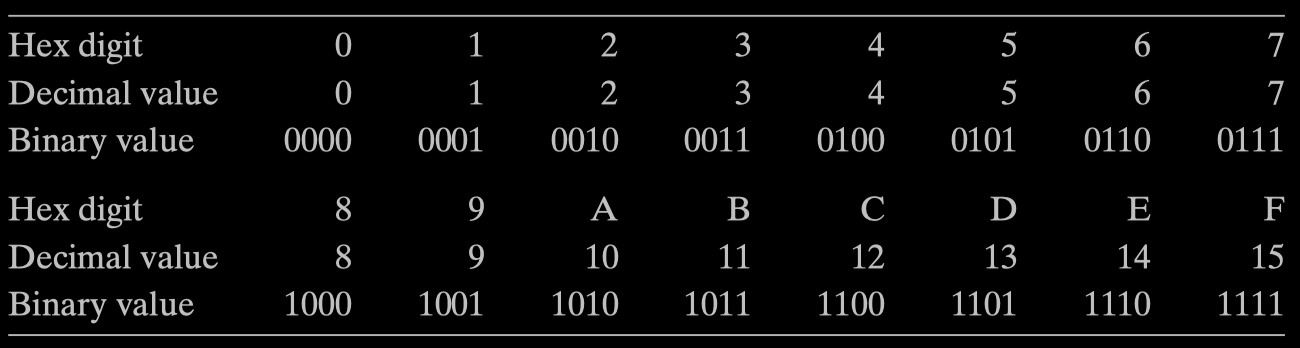 Hex digit 0 1 2 3 4 5 6 7
Decimal value 0 1 2 3 4 5 6 7
Binary value 0000 0001 0010 0011 0100 0101 0110 0111
Hex digit 8 9 A B C D E F
Decimal value 8 9 10 11 12 13 14 15
Binary value 1000 1001 1010 1011 1100 1101 1110 1111